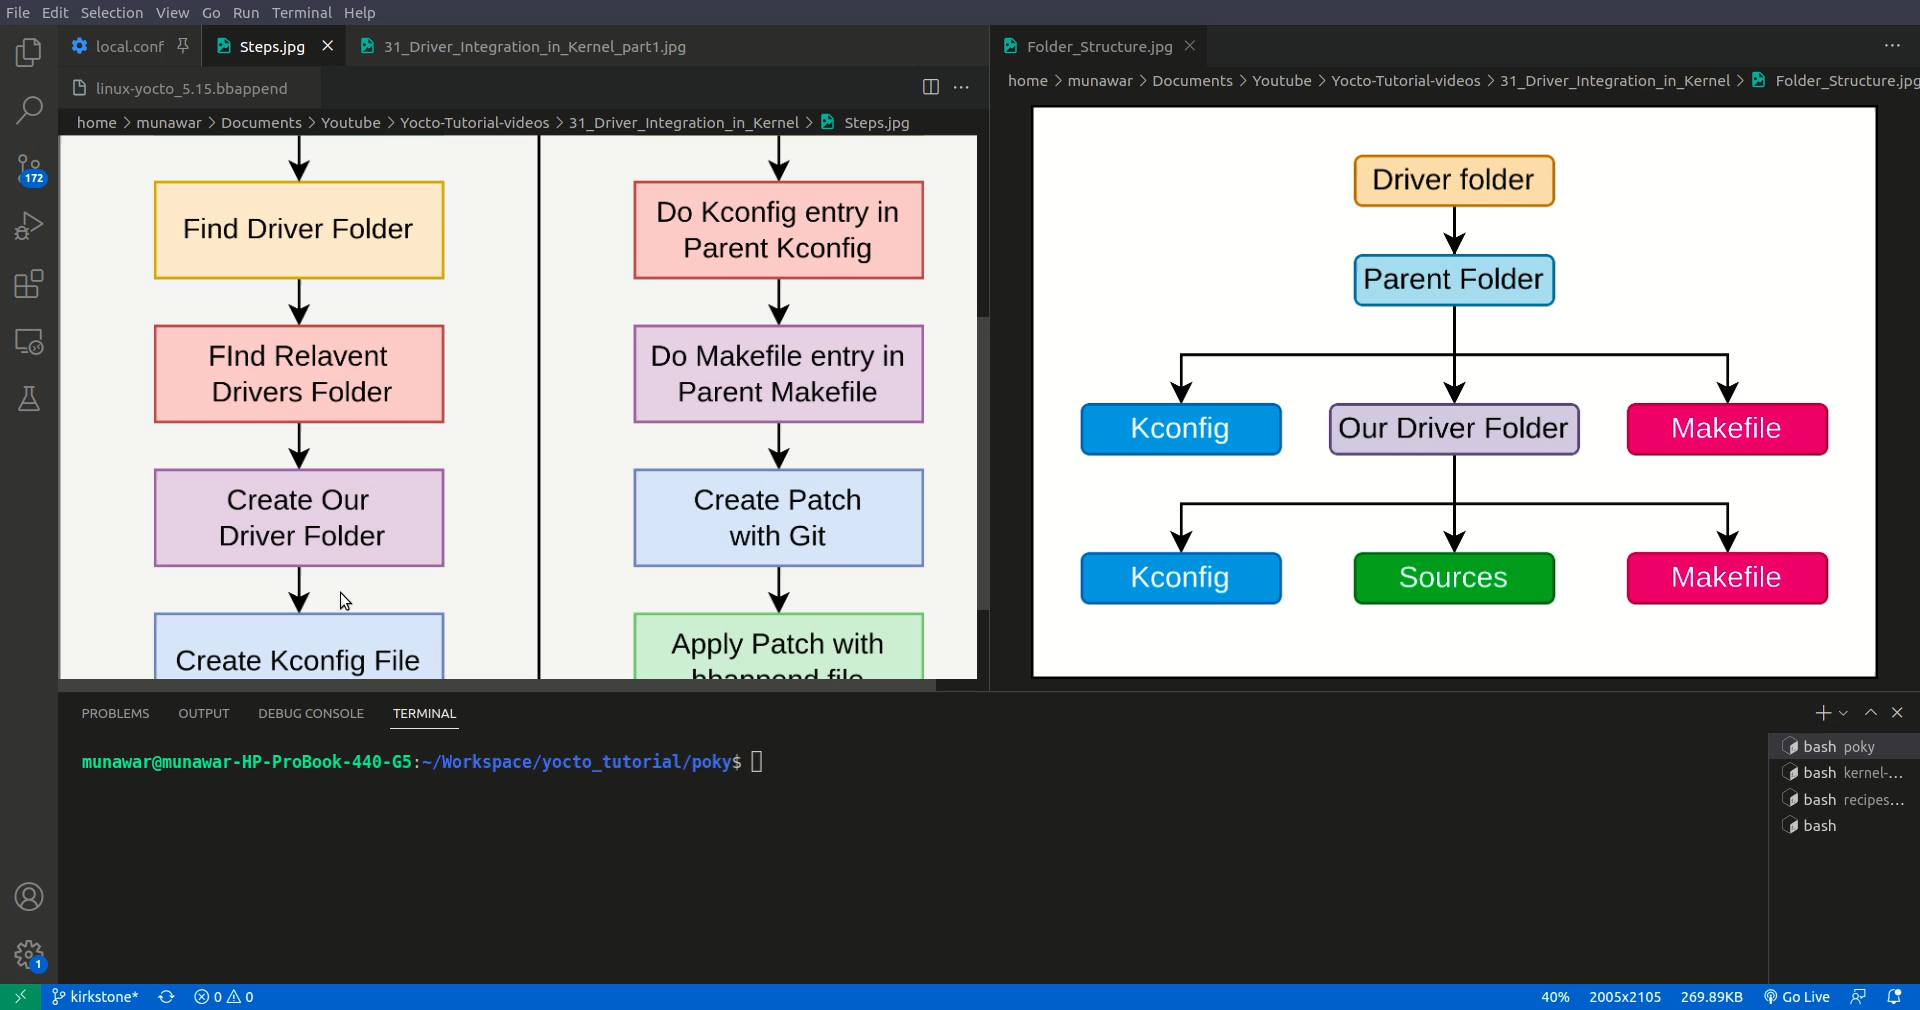 File Edit Selection View Go Run Terminal Help
local.conf
Steps.jpg
31_Driver_Integration_in_Kernel_part1.jpg
Folder_Structure.jpg
linux-yocto_5.15.bbappend
home > munawar > Documents > Youtube > Yocto-Tutorial-videos > 31_Driver_Integration_in_Kernel > Folder_Structure.jpg
home > munawar > Documents > Youtube > Yocto-Tutorial-videos > 31_Driver_Integration_in_Kernel > Steps.jpg
172
Find Driver Folder
FInd Relavent
Drivers Folder
Create Our
Driver Folder
Create Kconfig File
Do Kconfig entry in
Parent Kconfig
Do Makefile entry in
Parent Makefile
Create Patch
with Git
Apply Patch with
bbappend file
Driver folder
Parent Folder
Kconfig
Our Driver Folder
Makefile
Kconfig
Sources
Makefile
PROBLEMS OUTPUT DEBUG CONSOLE TERMINAL
munawar@munawar-HP-ProBook-440-G5:~/Workspace/yocto_tutorial/poky$
bash poky
bash kernel-...
bash recipes...
bash
1
kirkstone* 0 0
40% 2005x2105 269.89KB Go Live